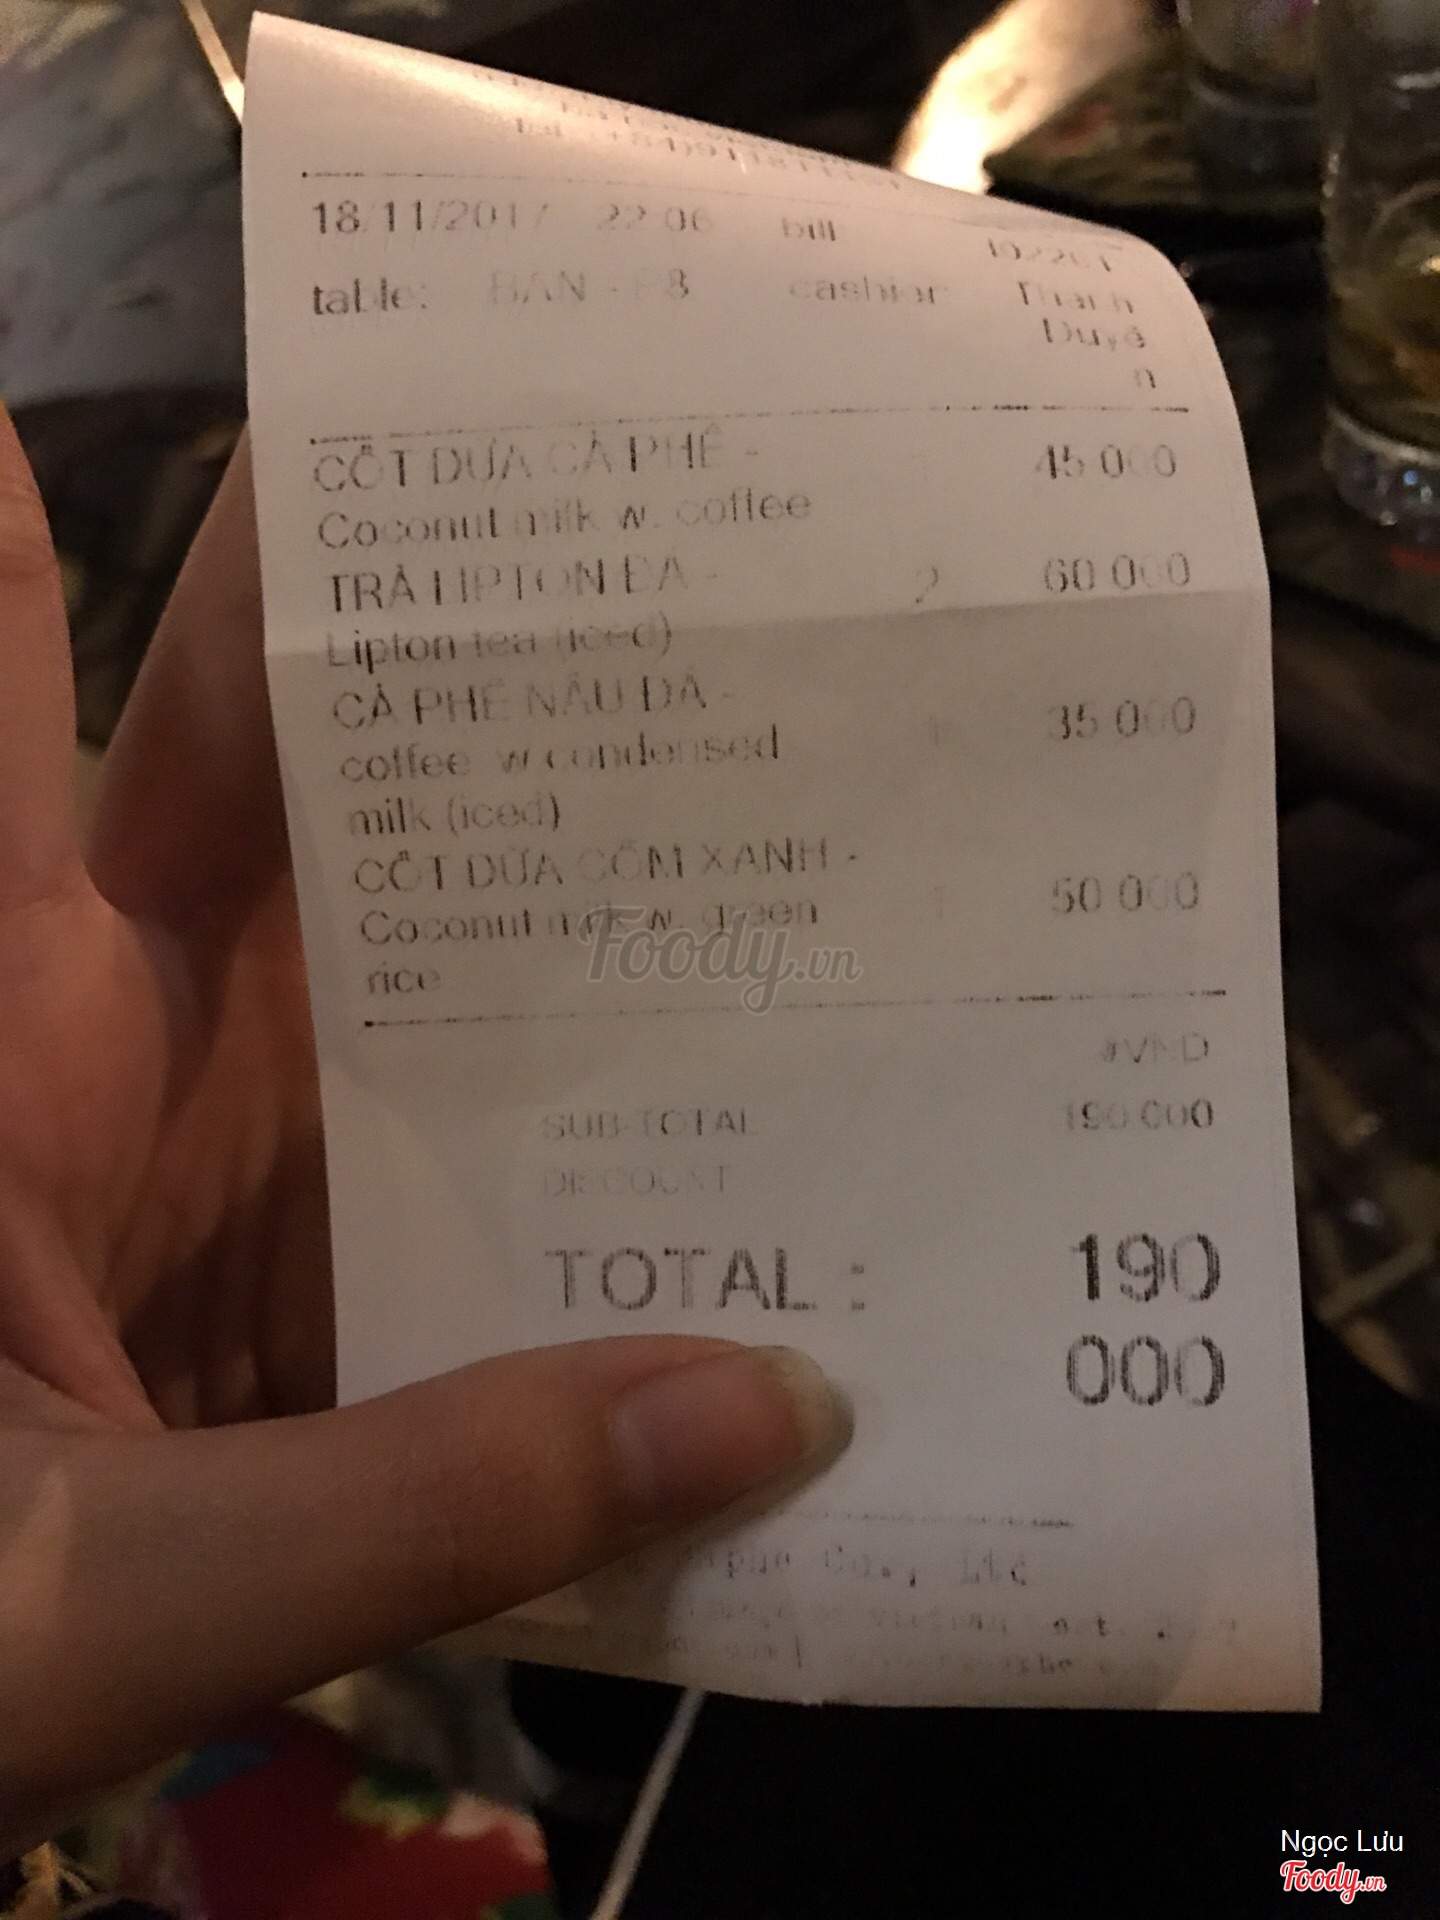 18/11/2017 22:06 bill:
table: BÀN - P8 cashier: Thanh
Duyê
n
CỐT DỪA CÀ PHÊ - 45 000
Coconut milk w. coffee
TRÀ LIPTON ĐÁ - 2 60 000
Lipton tea (iced)
CÀ PHÊ NÂU ĐÁ -
coffee w condensed 1 35 000
milk (iced)
CỐT DỪA CỐM XANH -
Coconut milk w. green 1 50 000
rice
Foody.vn
#VND
SUB-TOTAL 190 000
DISCOUNT
TOTAL : 190
000
Co., Ltd
Ngọc Lưu
Foody.vn